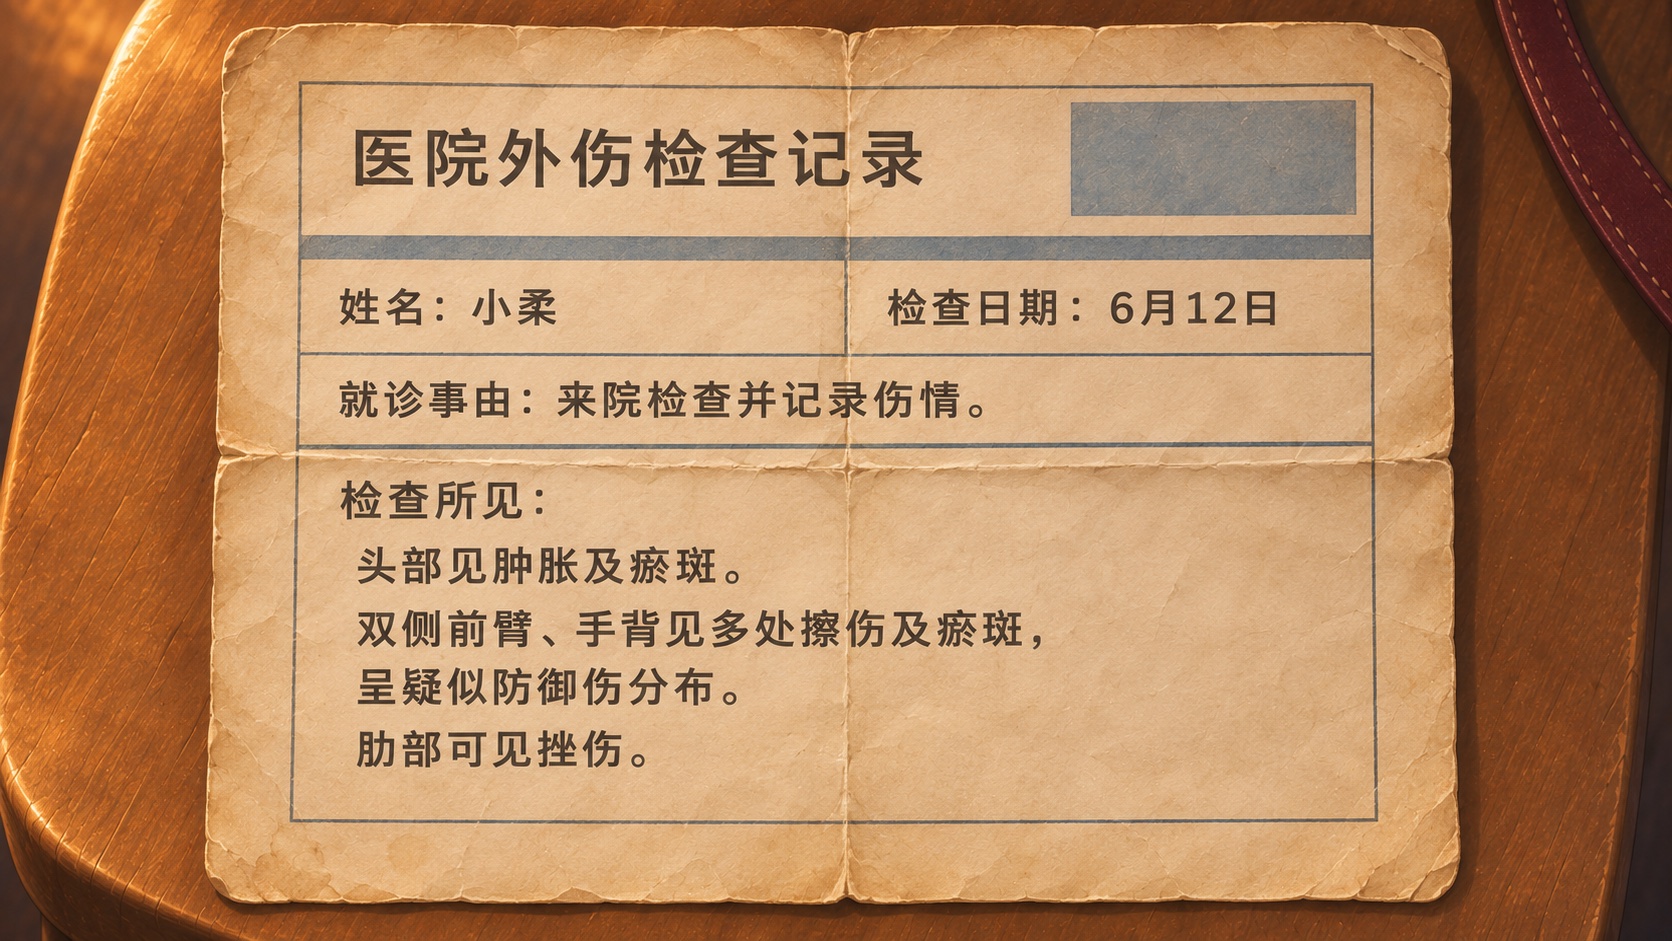 医院外伤检查记录
姓名：小柔
检查日期：6月12日
就诊事由：来院检查并记录伤情。
检查所见：
头部见肿胀及瘀斑。
双侧前臂、手背见多处擦伤及瘀斑，
呈疑似防御伤分布。
肋部可见挫伤。